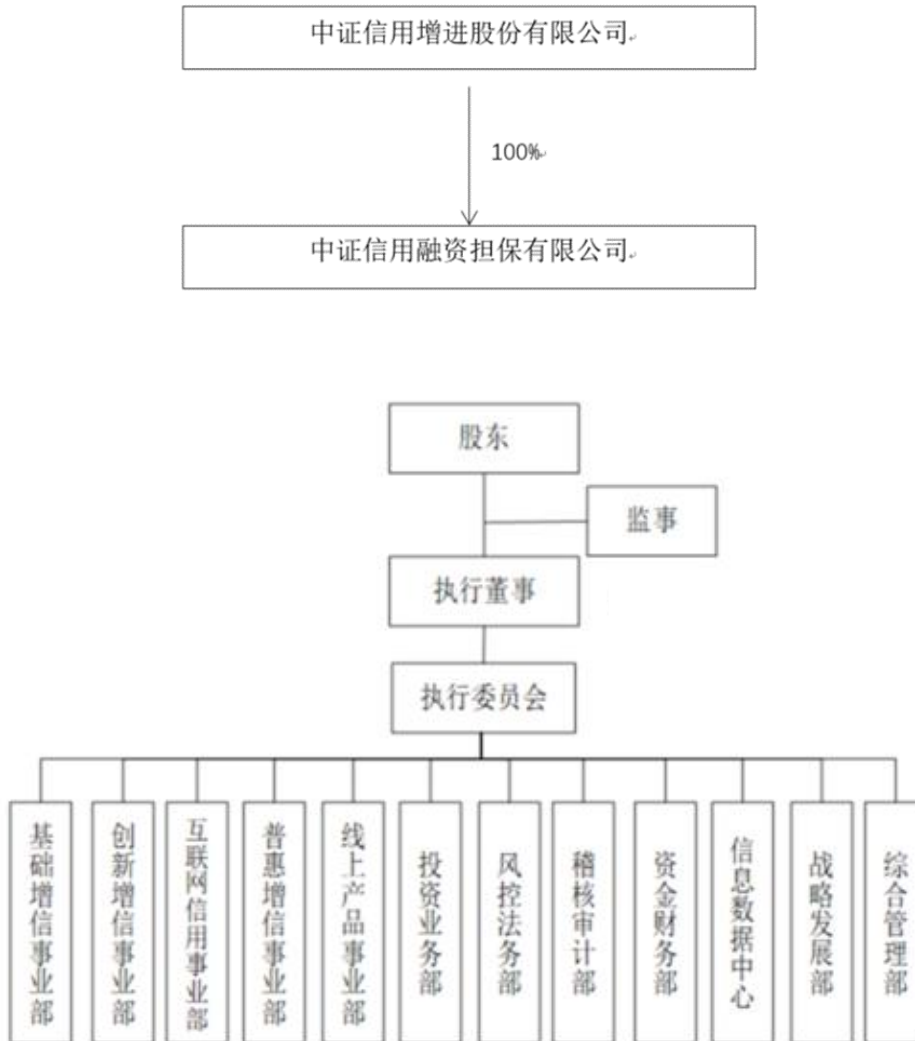 中证信用增进股份有限公司
100%
中证信用融资担保有限公司
股东
监事
执行董事
执行委员会
基础增信事业部
创新增信事业部
互联网信用事业部
普惠增信事业部
线上产品事业部
投资业务部
风控法务部
稽核审计部
资金财务部
信息数据中心
战略发展部
综合管理部